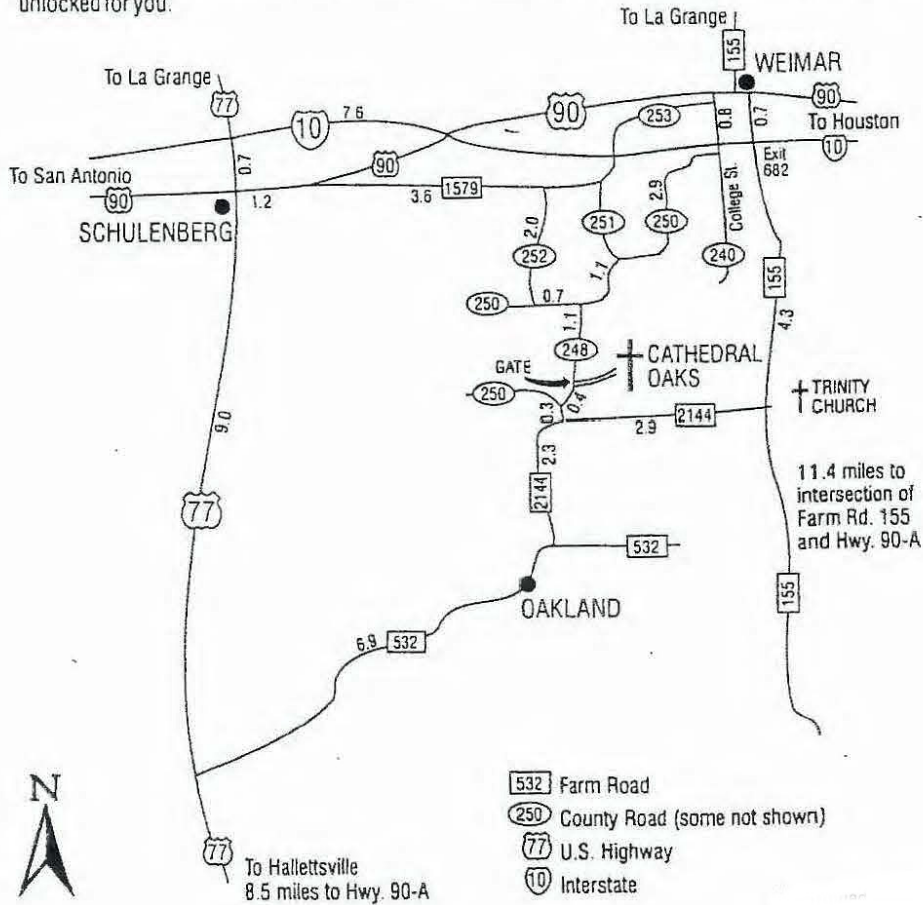 unlocked for you.
To La Grange
155
WEIMAR
To La Grange
77
7.6
90
253
0.8
0.7
90
10
To Houston
10
Exit
682
0.7
To San Antonio
90
90
1.2
3.6
1579
SCHULENBERG
2.0
251
2.9
250
College St.
252
1.1
240
155
250
0.7
1.1
4.3
248
GATE
CATHEDRAL
OAKS
250
0.3
0.4
TRINITY
CHURCH
2144
2.9
9.0
2.3
2144
11.4 miles to
intersection of
Farm Rd. 155
and Hwy. 90-A
77
532
155
OAKLAND
6.9
532
N
532 Farm Road
250 County Road (some not shown)
77 U.S. Highway
10 Interstate
77
To Hallettsville
8.5 miles to Hwy. 90-A